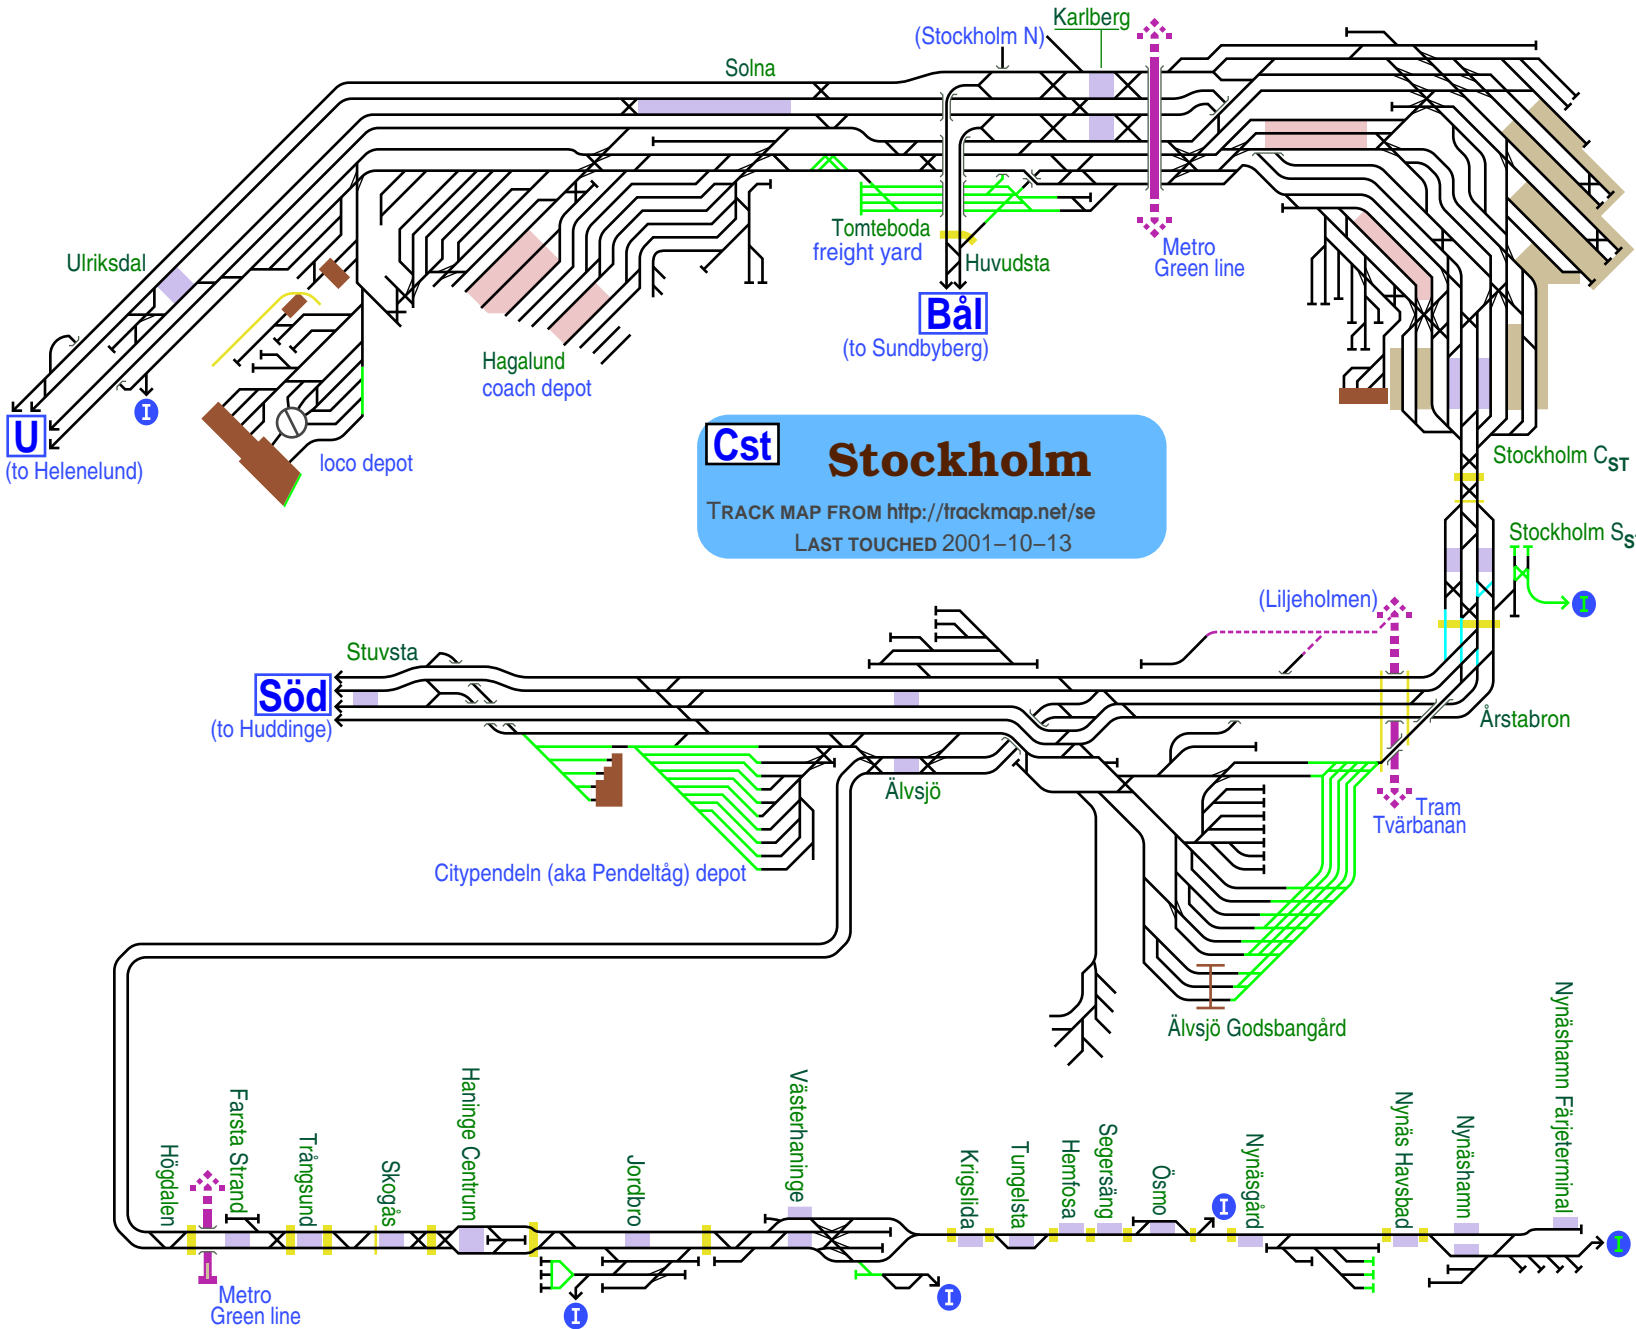 Karlberg
(Stockholm N)
Solna
Ulriksdal
Tomteboda
freight yard
Huvudsta
Metro
Green line
Bål
(to Sundbyberg)
Hagalund
coach depot
I
U
(to Helenelund)
loco depot
Cst
Stockholm
TRACK MAP FROM http://trackmap.net/se
LAST TOUCHED 2001–10–13
Stockholm CST
Stockholm SS
I
(Liljeholmen)
Stuvsta
Söd
(to Huddinge)
Årstabron
Älvsjö
Tram
Tvärbanan
Citypendeln (aka Pendeltåg) depot
Älvsjö Godsbangård
Högdalen
Farsta Strand
Trångsund
Skogås
Haninge Centrum
Jordbro
Västerhaninge
Krigslida
Tungelsta
Hemfosa
Segersäng
Ösmo
I
Nynäsgård
Nynäs Havsbad
Nynäshamn
Nynäshamn Färjeterminal
I
Metro
Green line
I
I